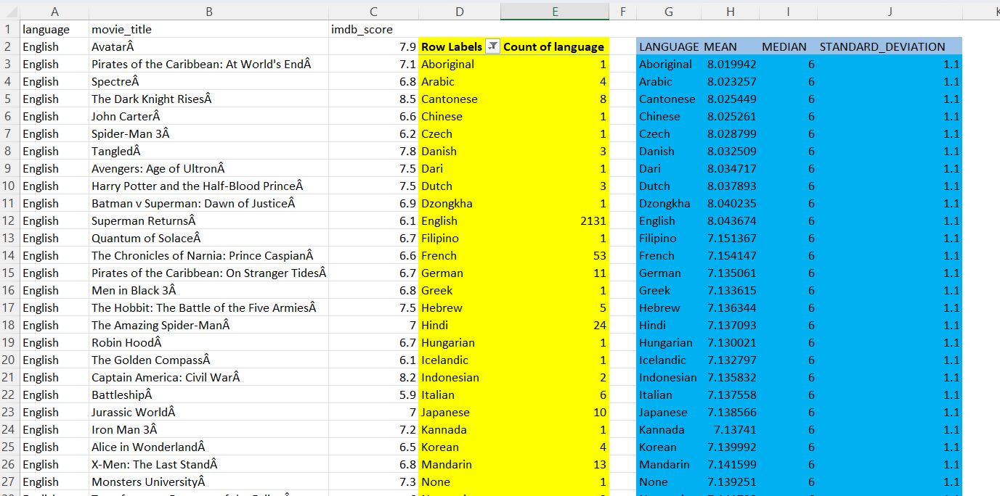 A B C D E F G H I J K
1 language movie_title imdb_score
2 English AvatarÂ 7.9 Row Labels Count of language LANGUAGE MEAN MEDIAN STANDARD_DEVIATION
3 English Pirates of the Caribbean: At World's EndÂ 7.1 Aboriginal 1 Aboriginal 8.019942 6 1.1
4 English SpectreÂ 6.8 Arabic 4 Arabic 8.023257 6 1.1
5 English The Dark Knight RisesÂ 8.5 Cantonese 8 Cantonese 8.025449 6 1.1
6 English John CarterÂ 6.6 Chinese 1 Chinese 8.025261 6 1.1
7 English Spider-Man 3Â 6.2 Czech 1 Czech 8.028799 6 1.1
8 English TangledÂ 7.8 Danish 3 Danish 8.032509 6 1.1
9 English Avengers: Age of UltronÂ 7.5 Dari 1 Dari 8.034717 6 1.1
10 English Harry Potter and the Half-Blood PrinceÂ 7.5 Dutch 3 Dutch 8.037893 6 1.1
11 English Batman v Superman: Dawn of JusticeÂ 6.9 Dzongkha 1 Dzongkha 8.040235 6 1.1
12 English Superman ReturnsÂ 6.1 English 2131 English 8.043674 6 1.1
13 English Quantum of SolaceÂ 6.7 Filipino 1 Filipino 7.151367 6 1.1
14 English The Chronicles of Narnia: Prince CaspianÂ 6.6 French 53 French 7.154147 6 1.1
15 English Pirates of the Caribbean: On Stranger TidesÂ 6.7 German 11 German 7.135061 6 1.1
16 English Men in Black 3Â 6.8 Greek 1 Greek 7.133615 6 1.1
17 English The Hobbit: The Battle of the Five ArmiesÂ 7.5 Hebrew 5 Hebrew 7.136344 6 1.1
18 English The Amazing Spider-ManÂ 7 Hindi 24 Hindi 7.137093 6 1.1
19 English Robin HoodÂ 6.7 Hungarian 1 Hungarian 7.130021 6 1.1
20 English The Golden CompassÂ 6.1 Icelandic 1 Icelandic 7.132797 6 1.1
21 English Captain America: Civil WarÂ 8.2 Indonesian 2 Indonesian 7.135832 6 1.1
22 English BattleshipÂ 5.9 Italian 6 Italian 7.137558 6 1.1
23 English Jurassic WorldÂ 7 Japanese 10 Japanese 7.138566 6 1.1
24 English Iron Man 3Â 7.2 Kannada 1 Kannada 7.13741 6 1.1
25 English Alice in WonderlandÂ 6.5 Korean 4 Korean 7.139992 6 1.1
26 English X-Men: The Last StandÂ 6.8 Mandarin 13 Mandarin 7.141599 6 1.1
27 English Monsters UniversityÂ 7.3 None 1 None 7.139251 6 1.1